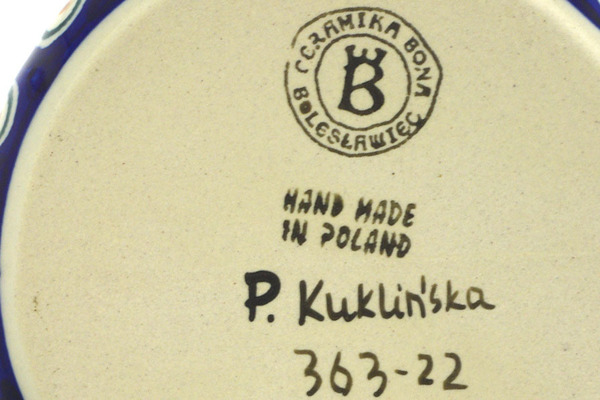 CERAMIKA BONA
BOLESŁAWIEC
B
HAND MADE
IN POLAND
P. Kuklińska
363-22